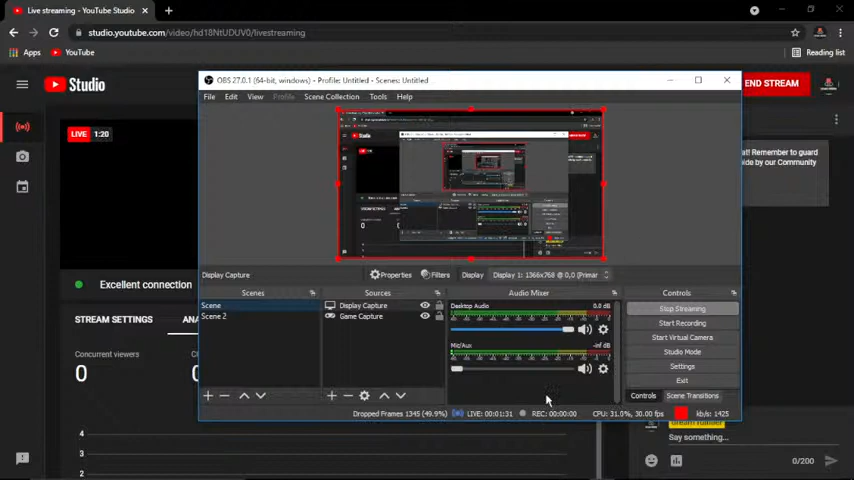 Live streaming - YouTube Studio
studio.youtube.com/video/hd18NtUDUV0/livestreaming
Apps
YouTube
Reading list
Studio
END STREAM
LIVE
1:20
Excellent connection
STREAM SETTINGS
Concurrent viewers
0
0
4
3
2
Remember to guard
by our Community
OBS 27.0.1 (64-bit, windows) - Profile: Untitled - Scenes: Untitled
File Edit View Profile Scene Collection Tools Help
Display Capture
Properties
Filters
Display
Display 1: 1366x768 @ 0,0 (Primar
Scenes
Scene
Scene 2
Sources
Display Capture
Game Capture
Audio Mixer
Desktop Audio
0.0 dB
Mit/Aux
-inf dB
Controls
Stop Streaming
Start Recording
Start Virtual Camera
Studio Mode
Settings
Exit
Controls
Scene Transitions
Dropped Frames 1345 (49.9%)
LIVE: 00:01:31
REC: 00:00:00
CPU: 31.0%, 30.00 fps
kb/s: 1425
Say something...
0/200